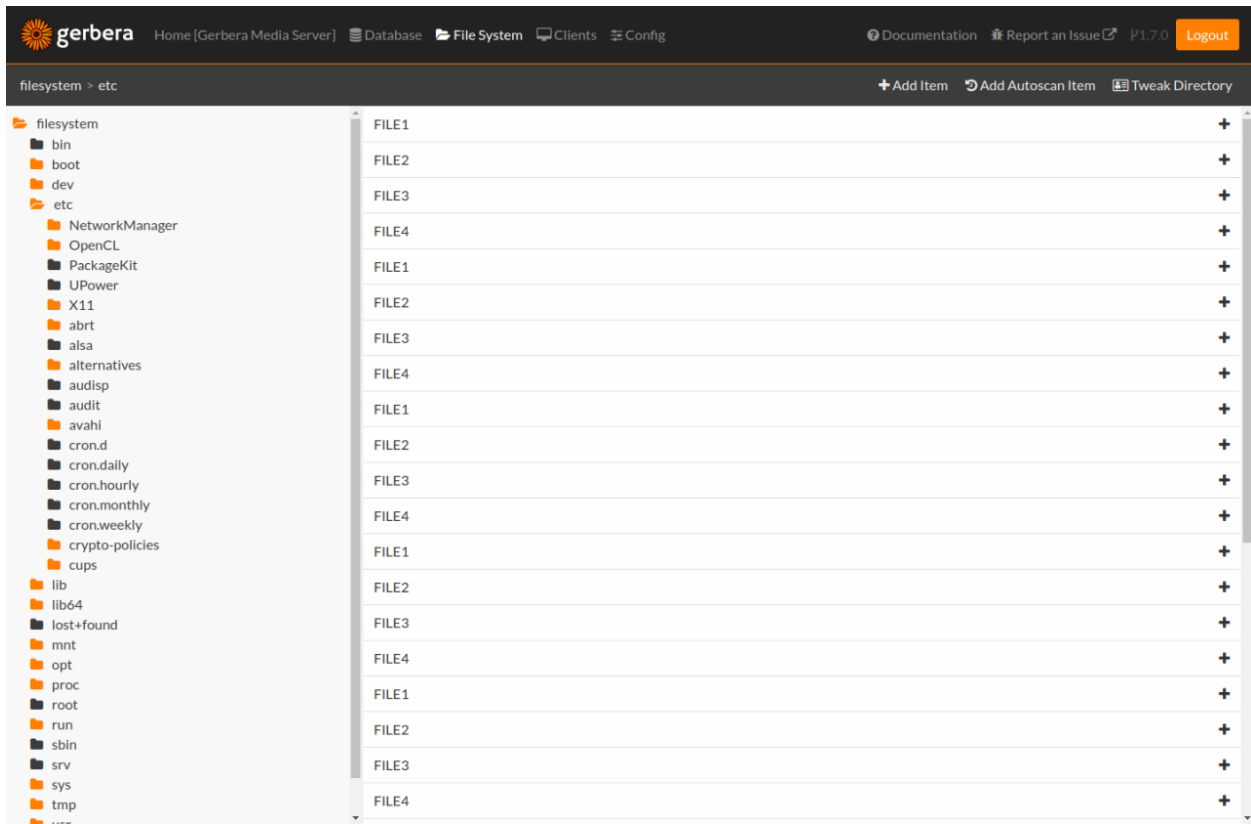 gerbera Home [Gerbera Media Server] Database File System Clients Config Documentation Report an Issue 1.7.0 Logout
filesystem > etc Add Item Add Autoscan Item Tweak Directory
filesystem
bin
boot
dev
etc
NetworkManager
OpenCL
PackageKit
UPower
X11
abrt
alsa
alternatives
audisp
audit
avahi
cron.d
cron.daily
cron.hourly
cron.monthly
cron.weekly
crypto-policies
cups
lib
lib64
lost+found
mnt
opt
proc
root
run
sbin
srv
sys
tmp
FILE1
FILE2
FILE3
FILE4
FILE1
FILE2
FILE3
FILE4
FILE1
FILE2
FILE3
FILE4
FILE1
FILE2
FILE3
FILE4
FILE1
FILE2
FILE3
FILE4